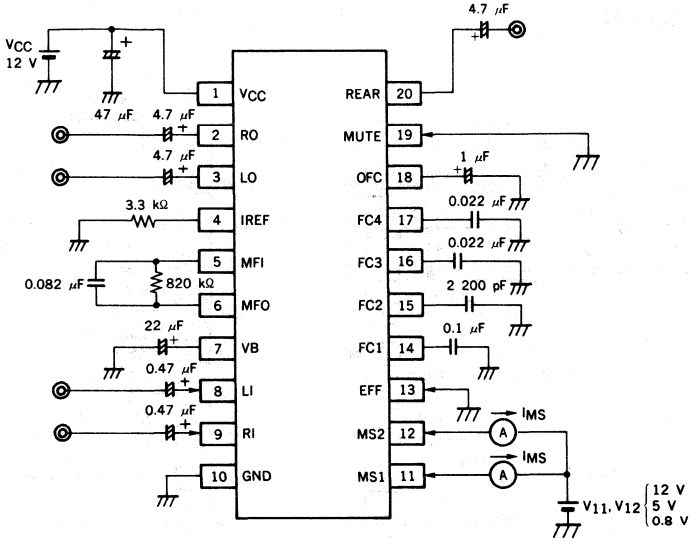 4.7 μF
VCC
12 V
47 μF
1
VCC
REAR
20
4.7 μF
2
RO
MUTE
19
4.7 μF
3
LO
OFC
18
1 μF
3.3 kΩ
4
IREF
FC4
17
0.022 μF
5
MFI
FC3
16
0.022 μF
0.082 μF
820 kΩ
6
MFO
FC2
15
2 200 pF
22 μF
7
VB
FC1
14
0.1 μF
0.47 μF
8
LI
EFF
13
0.47 μF
9
RI
MS2
12
A
IMS
10
GND
MS1
11
A
IMS
V11, V12
12 V
5 V
0.8 V